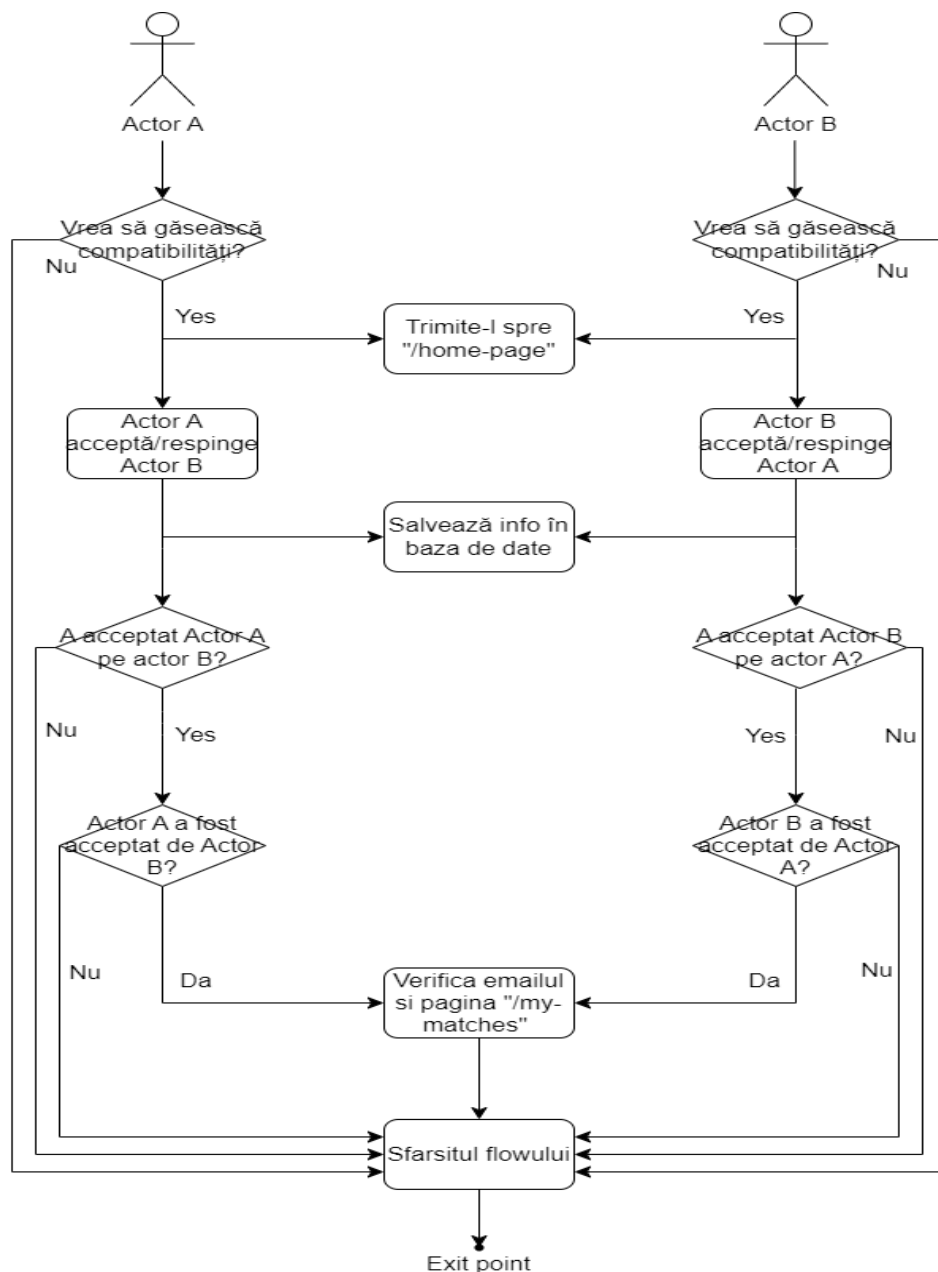 Actor A
Actor B
Vrea să găsească
compatibilități?
Vrea să găsească
compatibilități?
Nu
Nu
Yes
Yes
Trimite-l spre
"/home-page"
Actor A
acceptă/respinge
Actor B
Actor B
acceptă/respinge
Actor A
Salvează info în
baza de date
A acceptat Actor A
pe actor B?
A acceptat Actor B
pe actor A?
Nu
Yes
Yes
Nu
Actor A a fost
acceptat de Actor
B?
Actor B a fost
acceptat de Actor
A?
Nu
Da
Verifica emailul
si pagina "/my-
matches"
Da
Nu
Sfarsitul flowului
Exit point